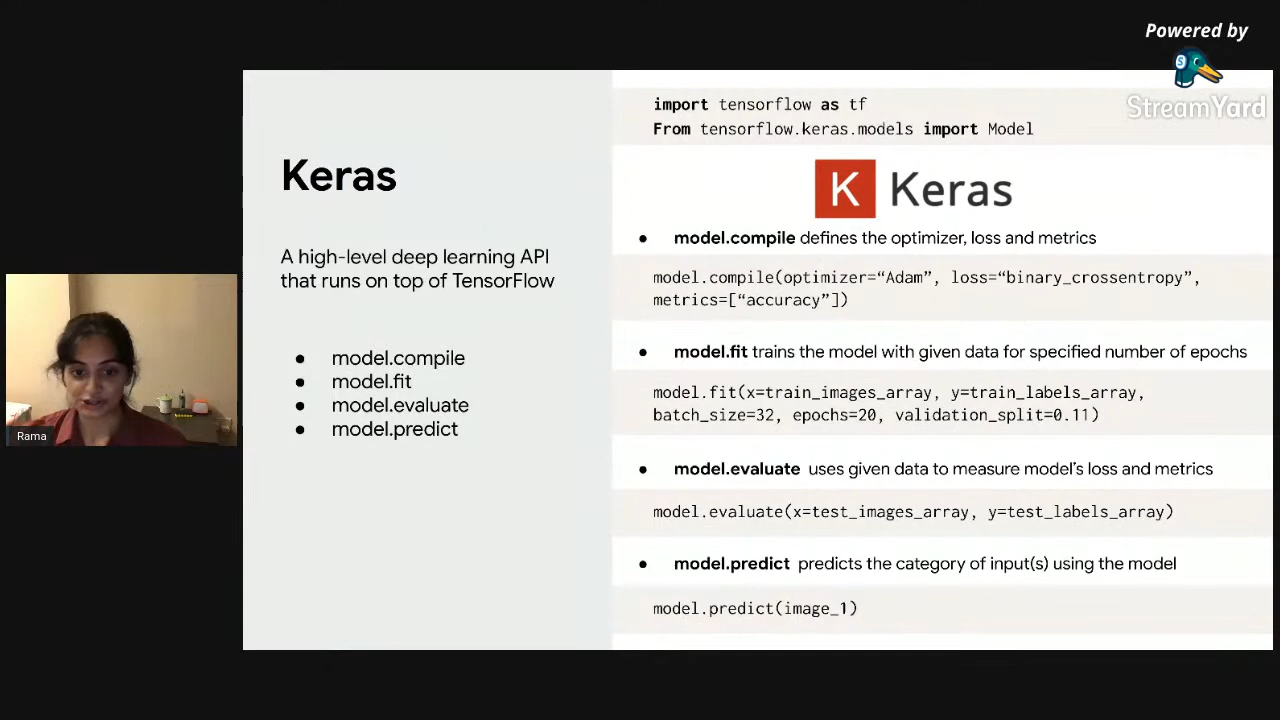 Powered by
StreamYard
Keras
A high-level deep learning API
that runs on top of TensorFlow
● model.compile
● model.fit
● model.evaluate
● model.predict
import tensorflow as tf
From tensorflow.keras.models import Model
K Keras
● model.compile defines the optimizer, loss and metrics
model.compile(optimizer=“Adam”, loss=“binary_crossentropy”,
metrics=[“accuracy”])
● model.fit trains the model with given data for specified number of epochs
model.fit(x=train_images_array, y=train_labels_array,
batch_size=32, epochs=20, validation_split=0.11)
● model.evaluate uses given data to measure model’s loss and metrics
model.evaluate(x=test_images_array, y=test_labels_array)
● model.predict predicts the category of input(s) using the model
model.predict(image_1)
Rama